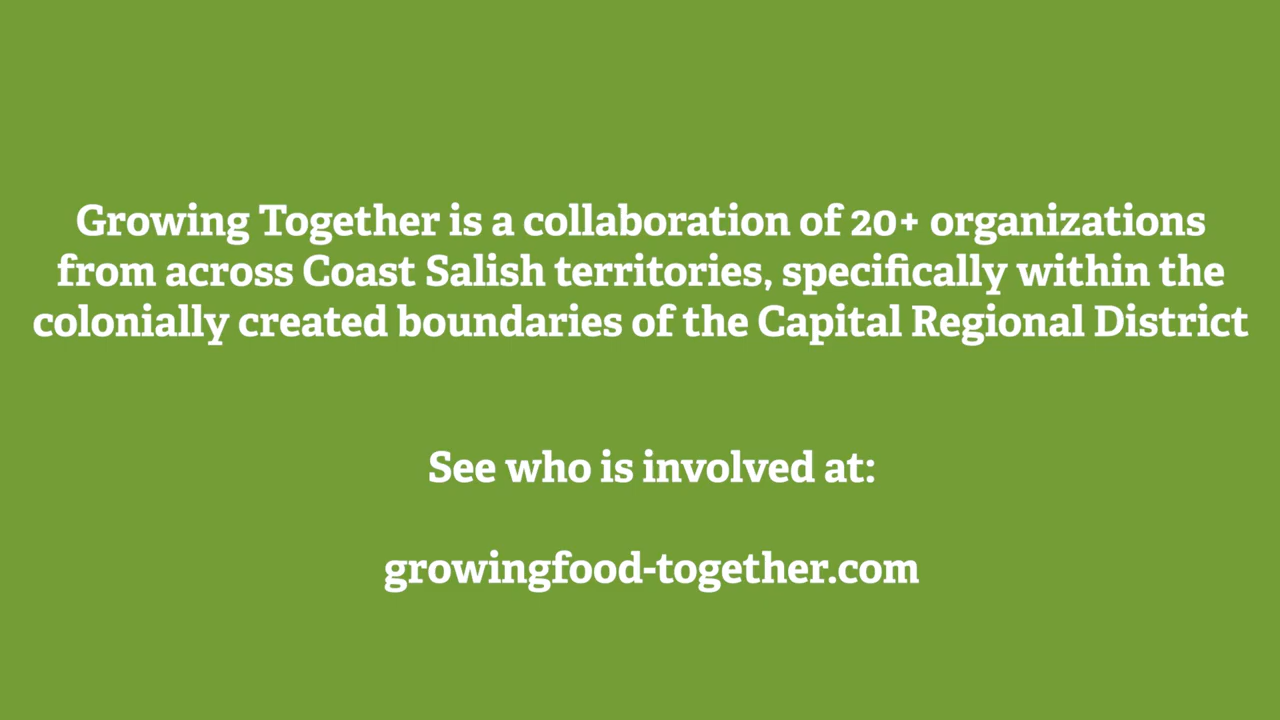 Growing Together is a collaboration of 20+ organizations
from across Coast Salish territories, specifically within the
colonially created boundaries of the Capital Regional District
See who is involved at:
growingfood-together.com